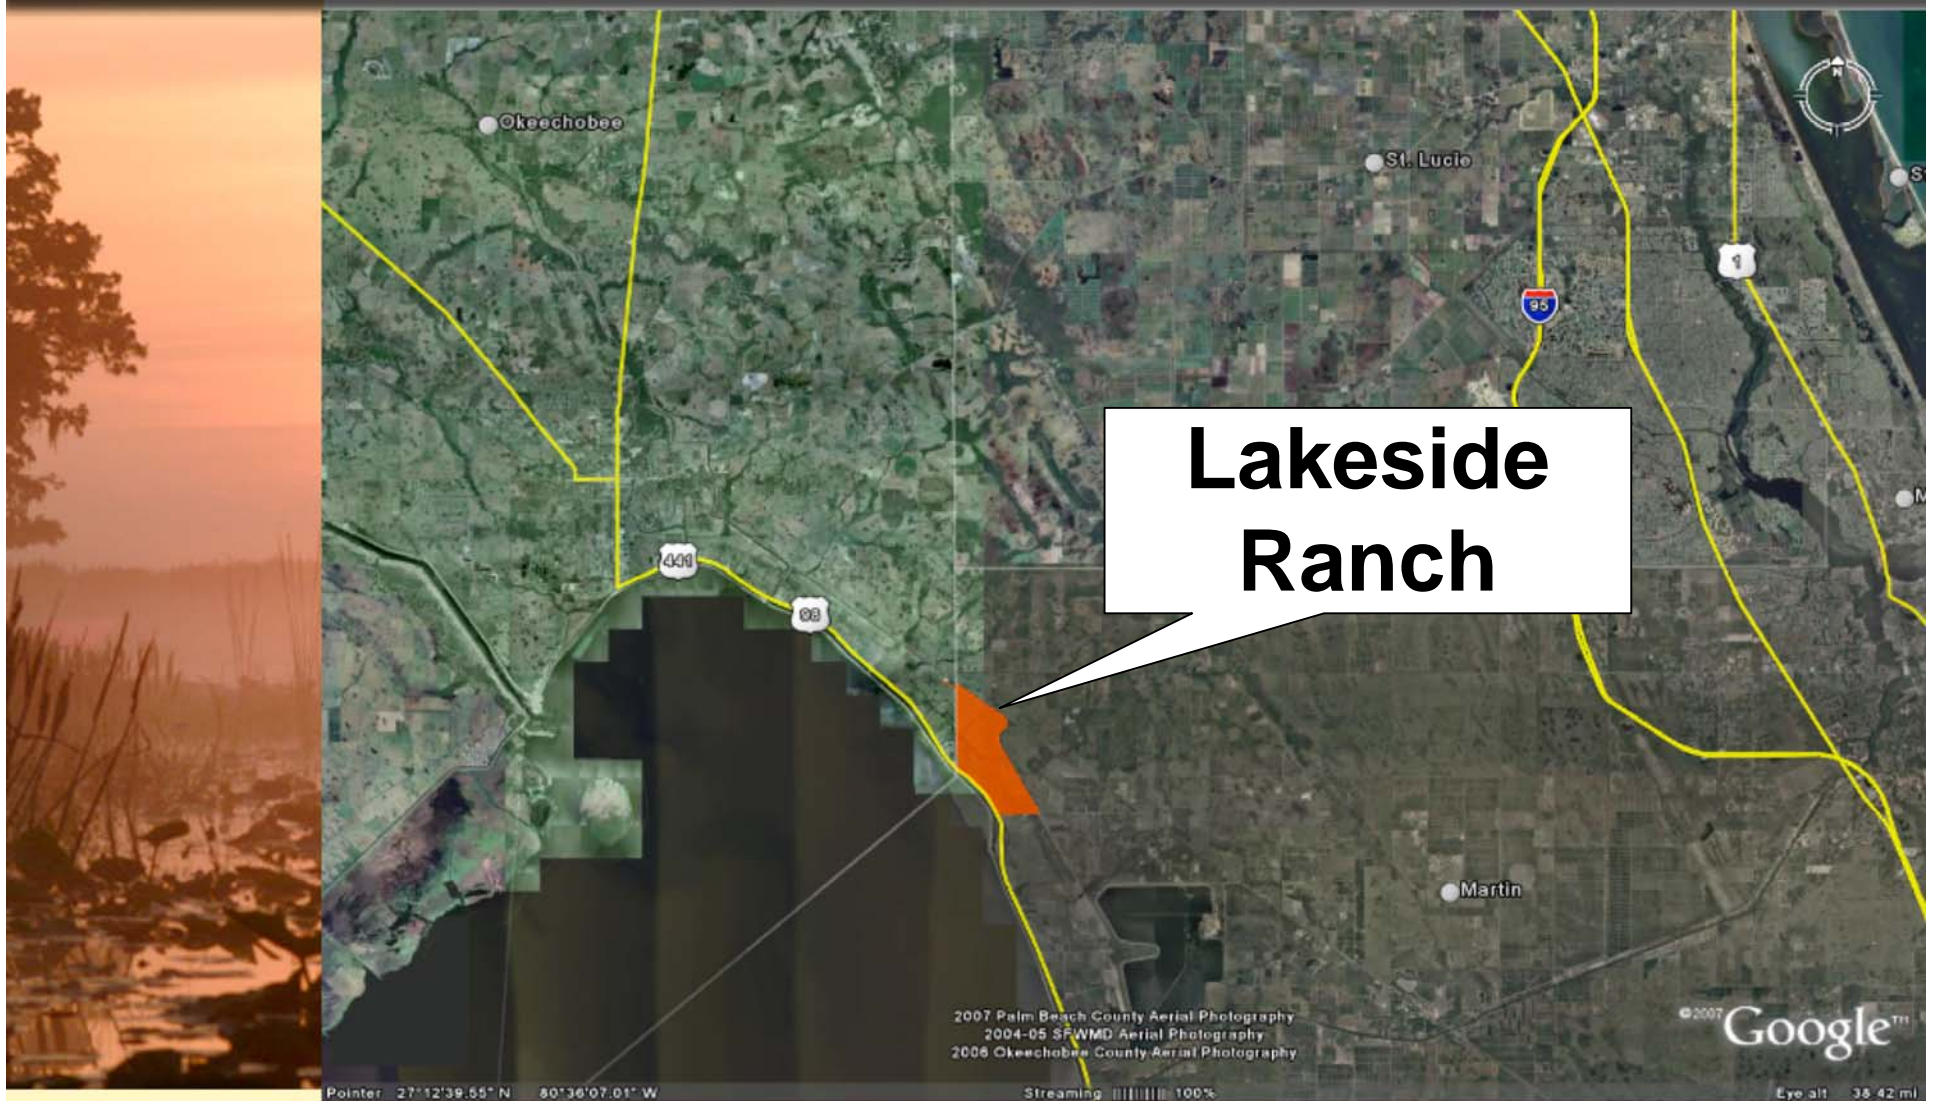 Okeechobee
St. Lucie
1
95
Lakeside
Ranch
441
98
Martin
2007 Palm Beach County Aerial Photography
2004-05 SFWMD Aerial Photography
2006 Okeechobee County Aerial Photography
©2007 Google™
Pointer 27°12'39.55" N 80°36'07.01" W Streaming ||||||||| 100% Eye alt 38.42 mi
N